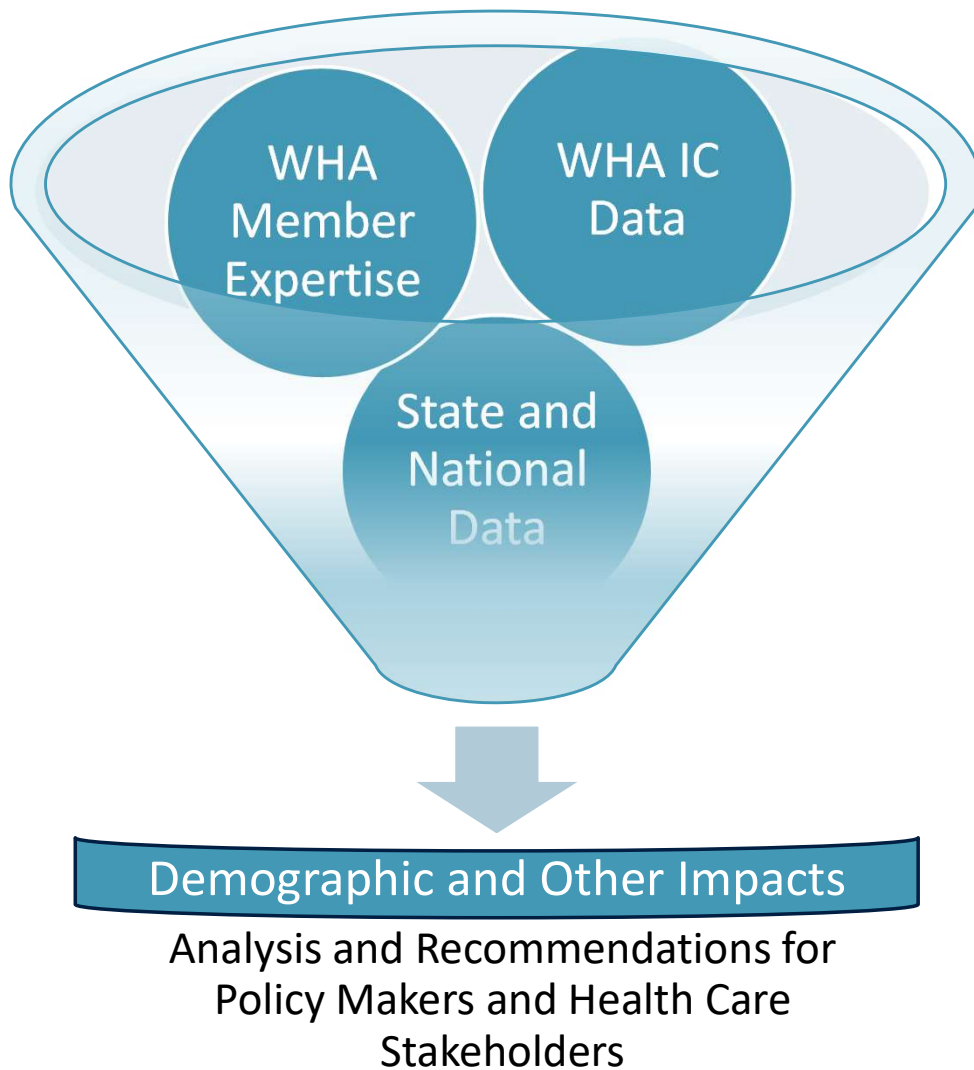 WHA
Member
Expertise
WHA IC
Data
State and
National
Data
Demographic and Other Impacts
Analysis and Recommendations for
Policy Makers and Health Care
Stakeholders